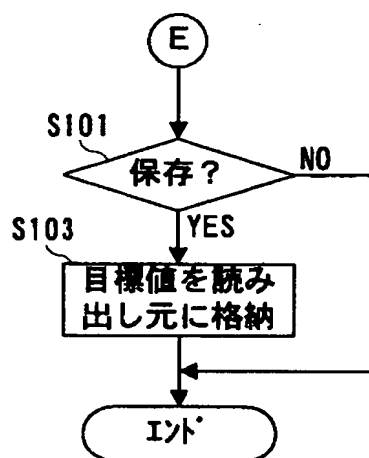 E
S101
保存？
NO
YES
S103
目標値を読み
出し元に格納
エンド